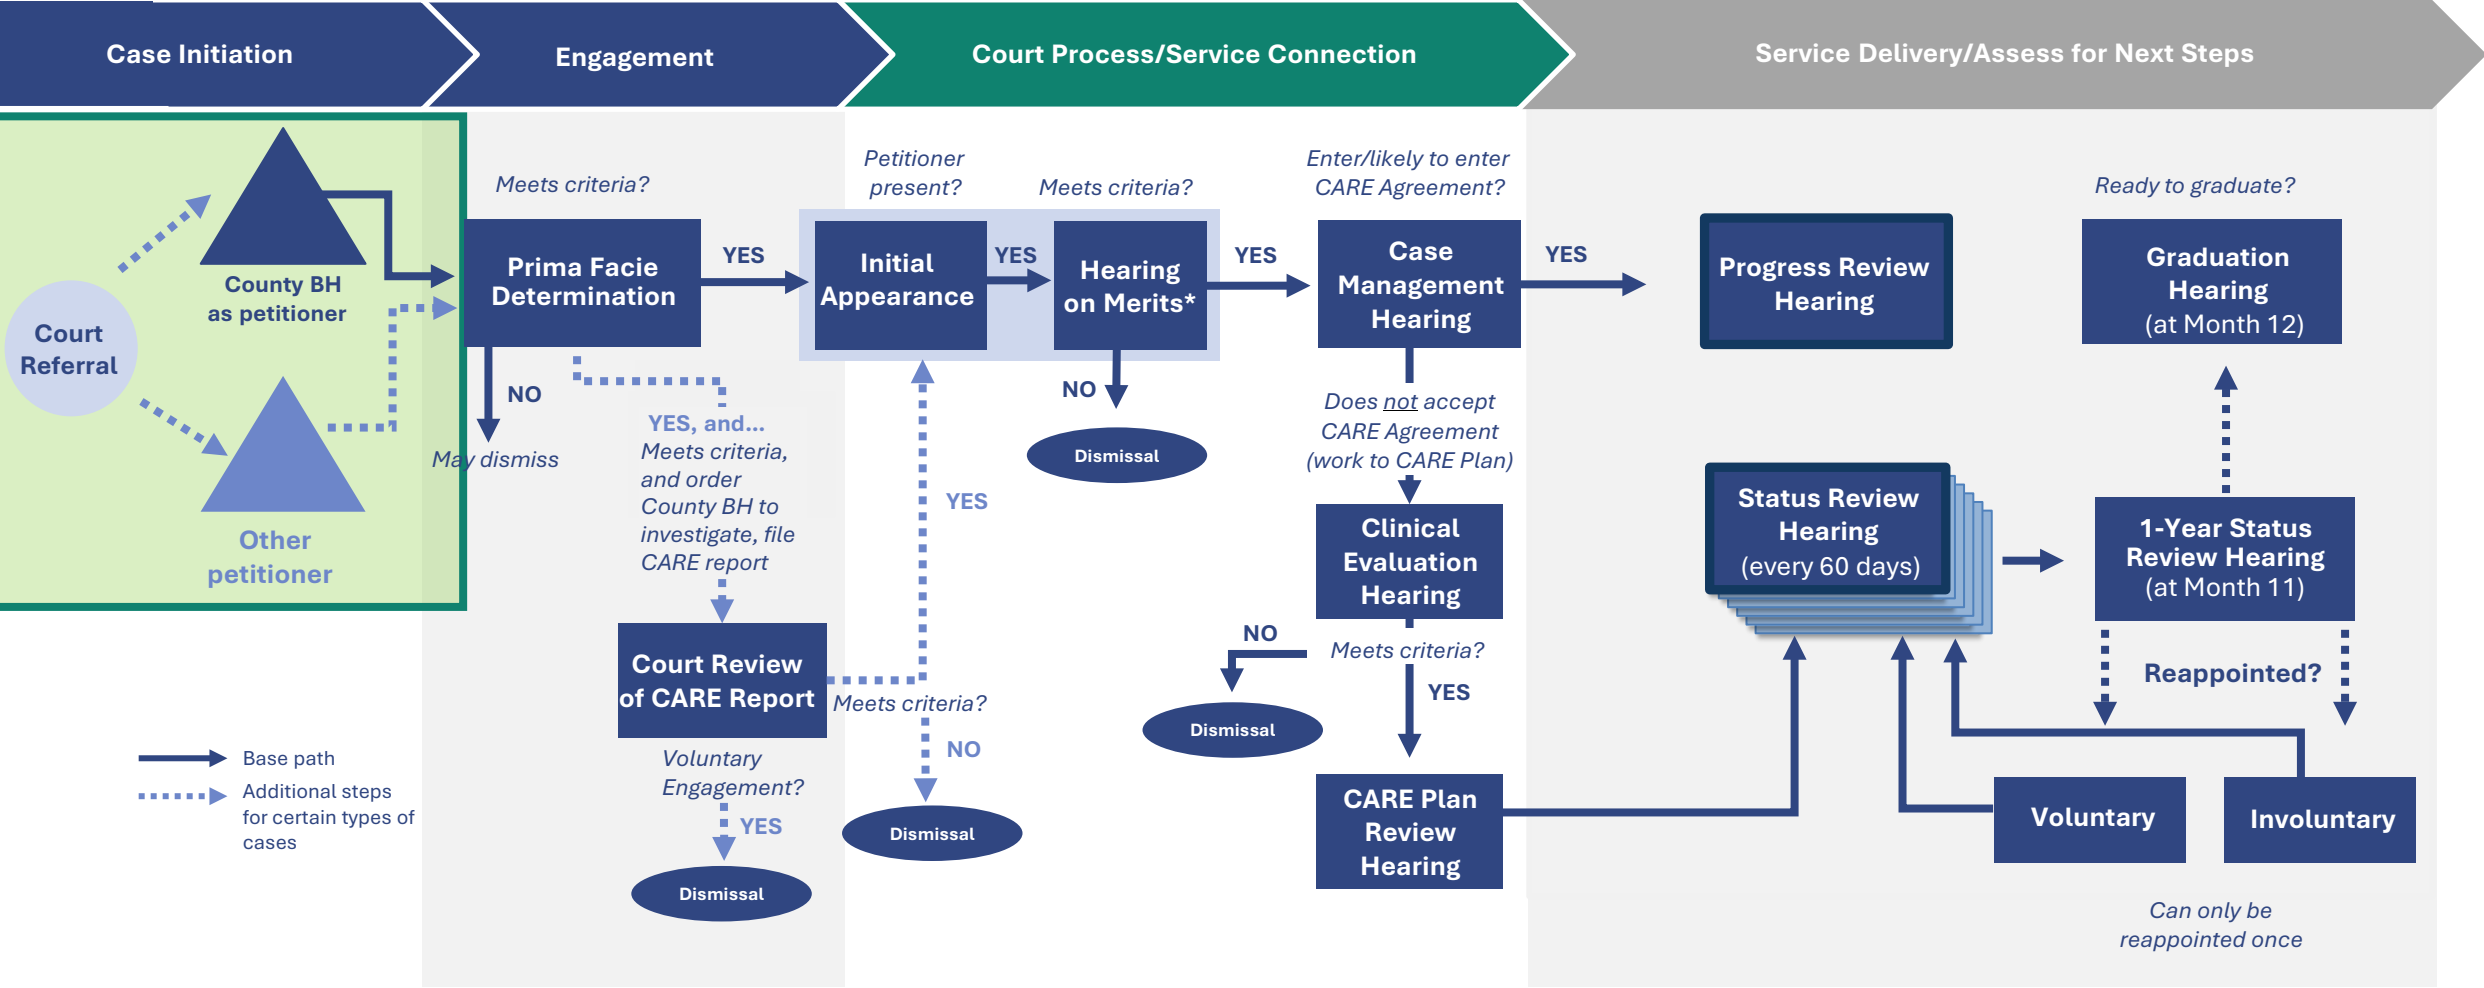 Case Initiation
Engagement
Court Process/Service Connection
Service Delivery/Assess for Next Steps
County BH
as petitioner
Court
Referral
Other
petitioner
Base path
Additional steps
for certain types of
cases
Meets criteria?
Prima Facie
Determination
YES
NO
May dismiss
YES, and...
Meets criteria,
and order
County BH to
investigate, file
CARE report
Court Review
of CARE Report
Voluntary
Engagement?
YES
Dismissal
Petitioner
present?
Initial
Appearance
YES
Meets criteria?
Hearing
on Merits*
YES
NO
Dismissal
YES
Meets criteria?
NO
Dismissal
Enter/likely to enter
CARE Agreement?
Case
Management
Hearing
YES
Does not accept
CARE Agreement
(work to CARE Plan)
Clinical
Evaluation
Hearing
NO
Meets criteria?
Dismissal
YES
CARE Plan
Review
Hearing
Progress Review
Hearing
Status Review
Hearing
(every 60 days)
Ready to graduate?
Graduation
Hearing
(at Month 12)
1-Year Status
Review Hearing
(at Month 11)
Reappointed?
Voluntary
Involuntary
Can only be
reappointed once